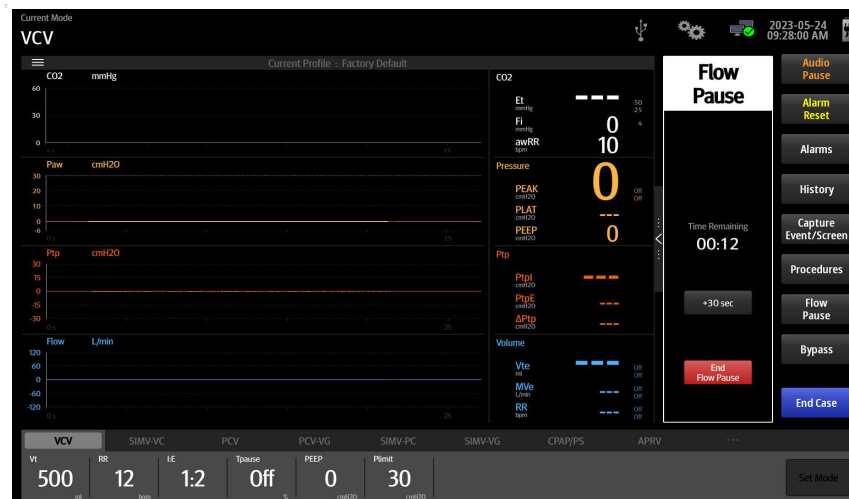 Current Mode
VCV
2023-05-24
09:28:00 AM
Current Profile : Factory Default
CO2 mmHg
60
30
0
Paw cmH2O
30
20
10
0
-6
0 s
25
Ptp cmH2O
30
15
0
-15
-30
0 s
25
Flow L/min
120
60
0
-60
-120
0 s
25
CO2
Et
mmHg
---
50
25
Fi
mmHg
0
4
awRR
bpm
10
Pressure
PEAK
cmH2O
0
Off
Off
PLAT
cmH2O
---
PEEP
cmH2O
0
Ptp
PtpI
cmH2O
---
PtpE
cmH2O
---
ΔPtp
cmH2O
---
Volume
Vte
ml
---
Off
Off
MVe
L/min
---
Off
Off
RR
bpm
---
Off
Off
Flow
Pause
Time Remaining
00:12
+30 sec
End
Flow Pause
Audio
Pause
Alarm
Reset
Alarms
History
Capture
Event/Screen
Procedures
Flow
Pause
Bypass
End Case
VCV SIMV-VC PCV PCV-VG SIMV-PC SIMV-VG CPAP/PS APRV ...
Vt
500
ml
RR
12
bpm
I:E
1:2
Tpause
Off
%
PEEP
0
cmH2O
Plimit
30
cmH2O
Set Mode